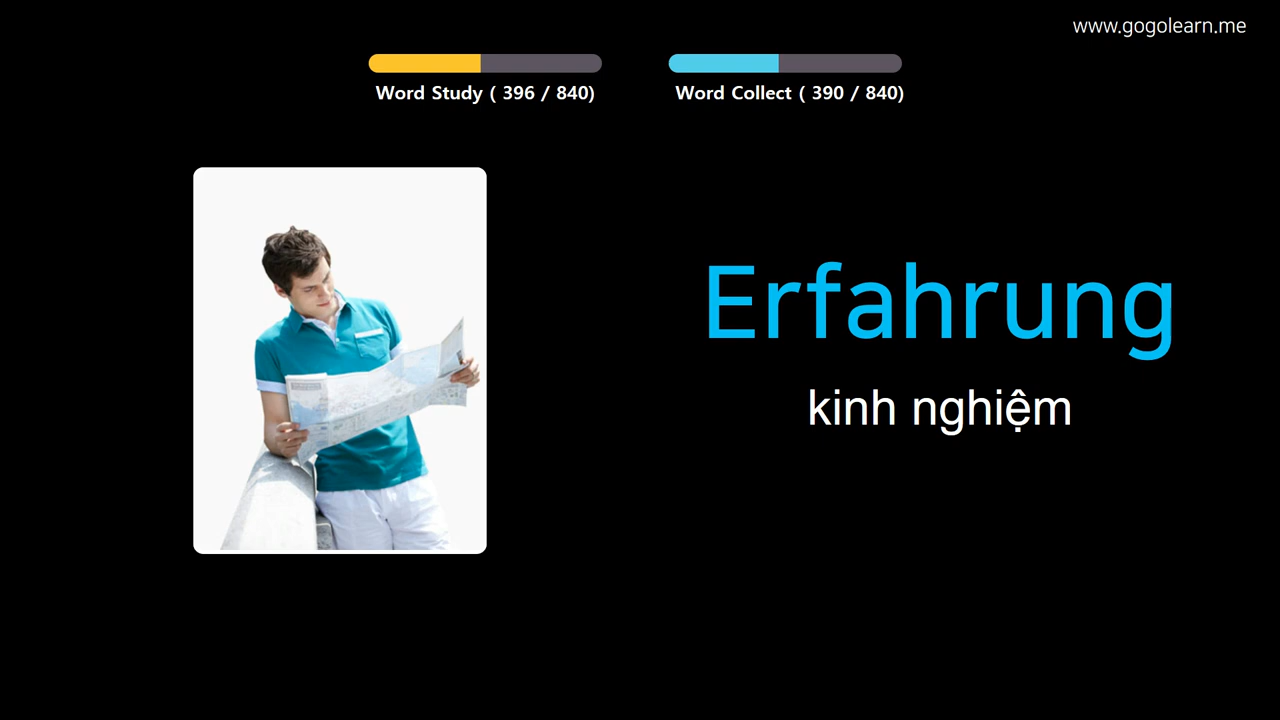 www.gogolearn.me
Word Study ( 396 / 840)
Word Collect ( 390 / 840)
Erfahrung
kinh nghiệm